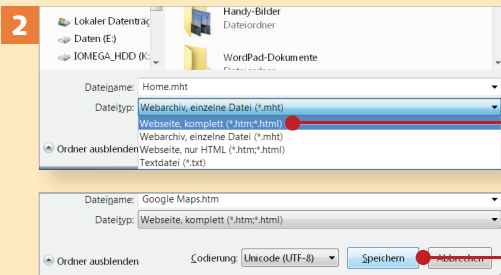 2
Handy-Bilder
Lokaler Datenträg
Dateiordner
Daten (E:)
IOMEGA_HDD (K:
WordPad-Dokumente
Dateiordner
Dateiname: Home.mht
Dateityp: Webarchiv, einzelne Datei (*.mht)
Webseite, komplett (*.htm;*.html)
Webarchiv, einzelne Datei (*.mht)
Ordner ausblenden Webseite, nur HTML (*.htm;*.html)
Textdatei (*.txt)
Dateiname: Google Maps.htm
Dateityp: Webseite, komplett (*.htm;*.html)
Ordner ausblenden Codierung: Unicode (UTF-8) Speichern Abbrechen